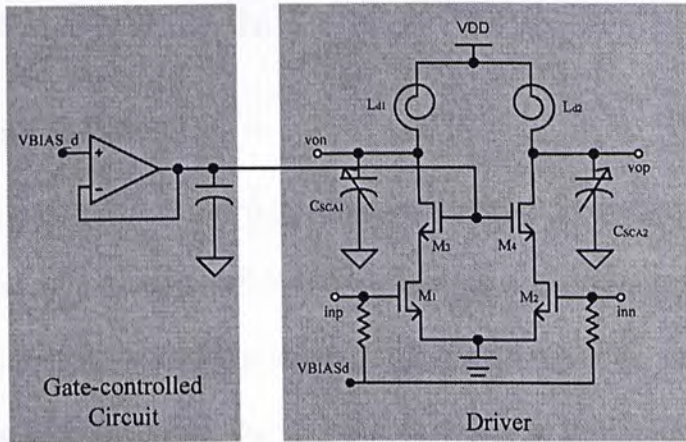 VDD
Ld1
Ld2
VBIAS_d
+
-
von
vop
CSCA1
CSCA2
M3
M4
M1
M2
inp
inn
VBIASd
Gate-controlled
Circuit
Driver